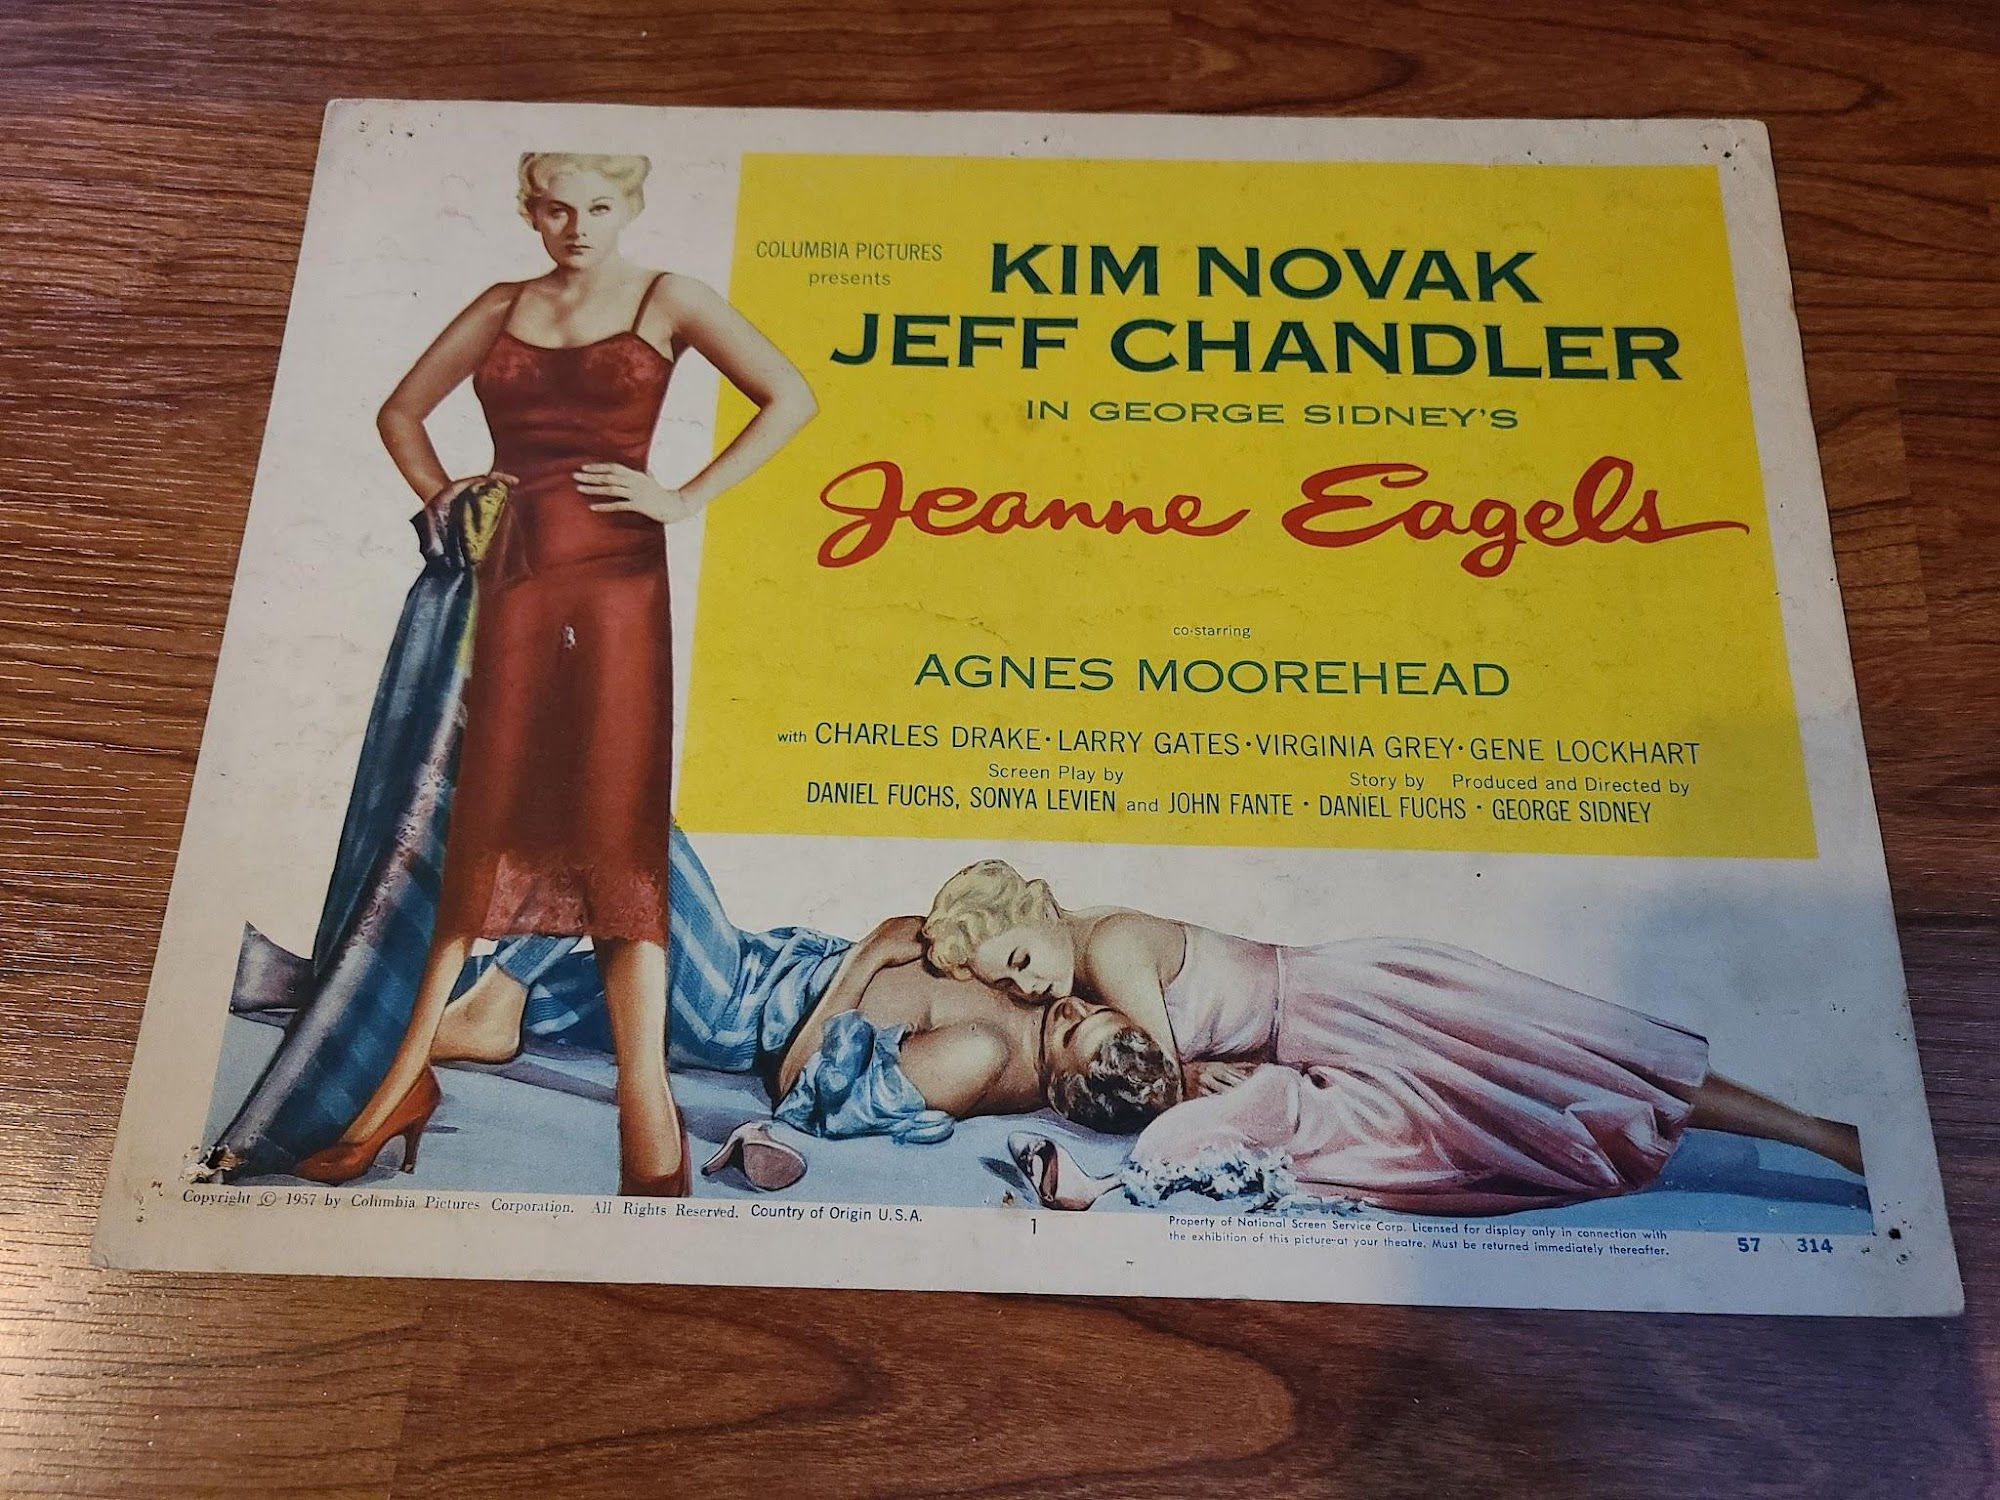 COLUMBIA PICTURES
presents
KIM NOVAK
JEFF CHANDLER
IN GEORGE SIDNEY'S
Jeanne Eagels
co-starring
AGNES MOOREHEAD
with CHARLES DRAKE · LARRY GATES · VIRGINIA GREY · GENE LOCKHART
Screen Play by Story by Produced and Directed by
DANIEL FUCHS, SONYA LEVIEN and JOHN FANTE · DANIEL FUCHS · GEORGE SIDNEY
Copyright © 1957 by Columbia Pictures Corporation. All Rights Reserved. Country of Origin U.S.A.
1
Property of National Screen Service Corp. Licensed for display only in connection with
the exhibition of this picture at your theatre. Must be returned immediately thereafter.
57 314